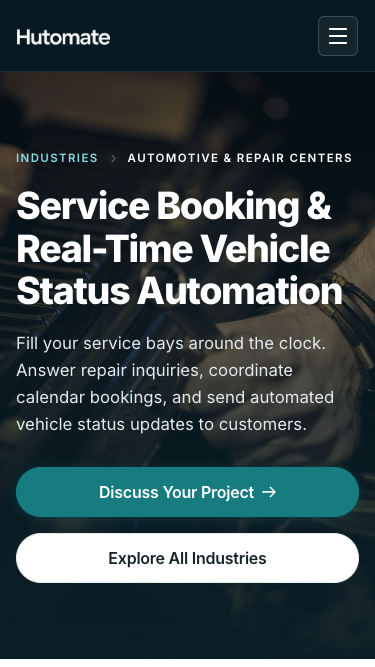 Hutomate
INDUSTRIES > AUTOMOTIVE & REPAIR CENTERS
Service Booking &
Real-Time Vehicle
Status Automation
Fill your service bays around the clock.
Answer repair inquiries, coordinate
calendar bookings, and send automated
vehicle status updates to customers.
Discuss Your Project →
Explore All Industries